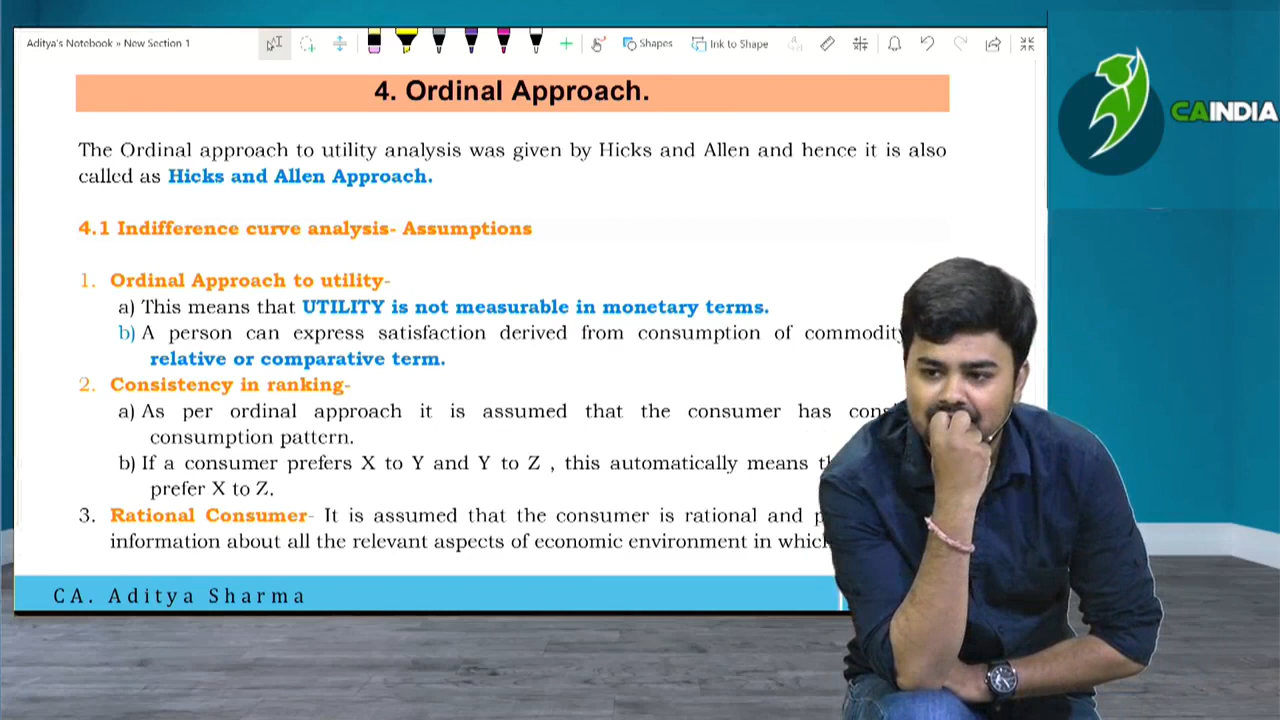 Aditya's Notebook » New Section 1
Shapes
Ink to Shape
4. Ordinal Approach.
CAINDIA
The Ordinal approach to utility analysis was given by Hicks and Allen and hence it is also
called as Hicks and Allen Approach.
4.1 Indifference curve analysis- Assumptions
1. Ordinal Approach to utility-
a) This means that UTILITY is not measurable in monetary terms.
b) A person can express satisfaction derived from consumption of commodity
relative or comparative term.
2. Consistency in ranking-
a) As per ordinal approach it is assumed that the consumer has
consumption pattern.
b) If a consumer prefers X to Y and Y to Z , this automatically means
prefer X to Z.
3. Rational Consumer- It is assumed that the consumer is rational and
information about all the relevant aspects of economic environment in which
CA. Aditya Sharma